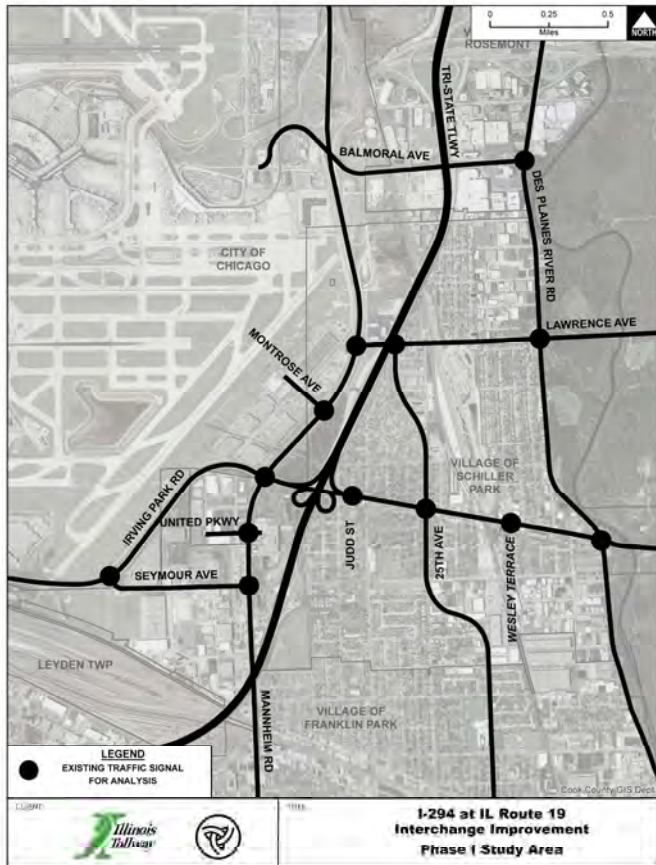 0 0.25 0.5
Miles
NORTH
ROSEMONT
TRI-STATE TLWY
BALMORAL AVE
DES PLAINES RIVER RD
CITY OF
CHICAGO
LAWRENCE AVE
MONTROSE AVE
VILLAGE OF
SCHILLER
PARK
IRVING PARK RD
UNITED PKWY
JUDD ST
25TH AVE
WESLEY TERRACE
SEYMOUR AVE
LEYDEN TWP
MANNHEIM RD
VILLAGE OF
FRANKLIN PARK
LEGEND
EXISTING TRAFFIC SIGNAL
FOR ANALYSIS
Cook County GIS Dept
CLIENT
Illinois
Tollway
TITLE
I-294 at IL Route 19
Interchange Improvement
Phase I Study Area